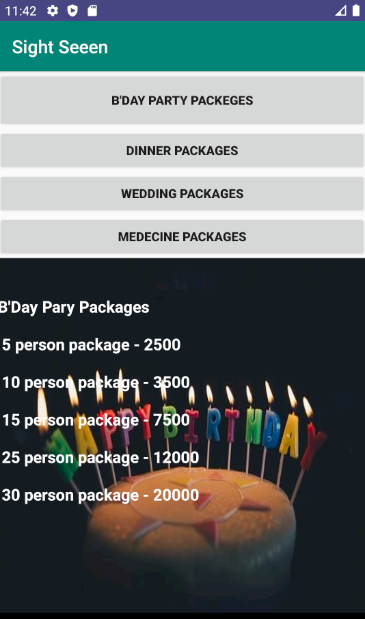 11:42
Sight Seeen
B'DAY PARTY PACKEGES
DINNER PACKAGES
WEDDING PACKAGES
MEDECINE PACKAGES
B'Day Pary Packages
5 person package - 2500
10 person package - 3500
15 person package - 7500
25 person package - 12000
30 person package - 20000
HAPPY BIRTHDAY